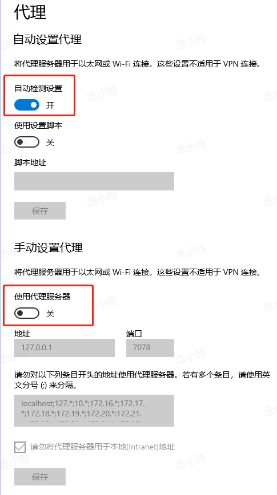 代理
自动设置代理
将代理服务器用于以太网或 Wi-Fi 连接。这些设置不适用于 VPN 连接。
自动检测设置
开
使用设置脚本
关
脚本地址
保存
手动设置代理
将代理服务器用于以太网或 Wi-Fi 连接。这些设置不适用于 VPN 连接。
使用代理服务器
关
地址 端口
127.0.0.1 7078
请勿对以下列条目开头的地址使用代理服务器。若有多个条目，请使用英
文分号 (;) 来分隔。
localhost;127.*;10.*;172.16.*;172.17.
*;172.18.*;172.19.*;172.20.*;172.21.
请勿将代理服务器用于本地(Intranet)地址
保存